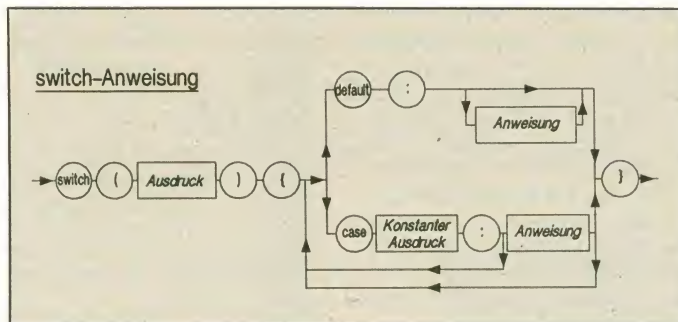 switch-Anweisung
default :
Anweisung
switch ( Ausdruck ) { }
case Konstanter Ausdruck : Anweisung